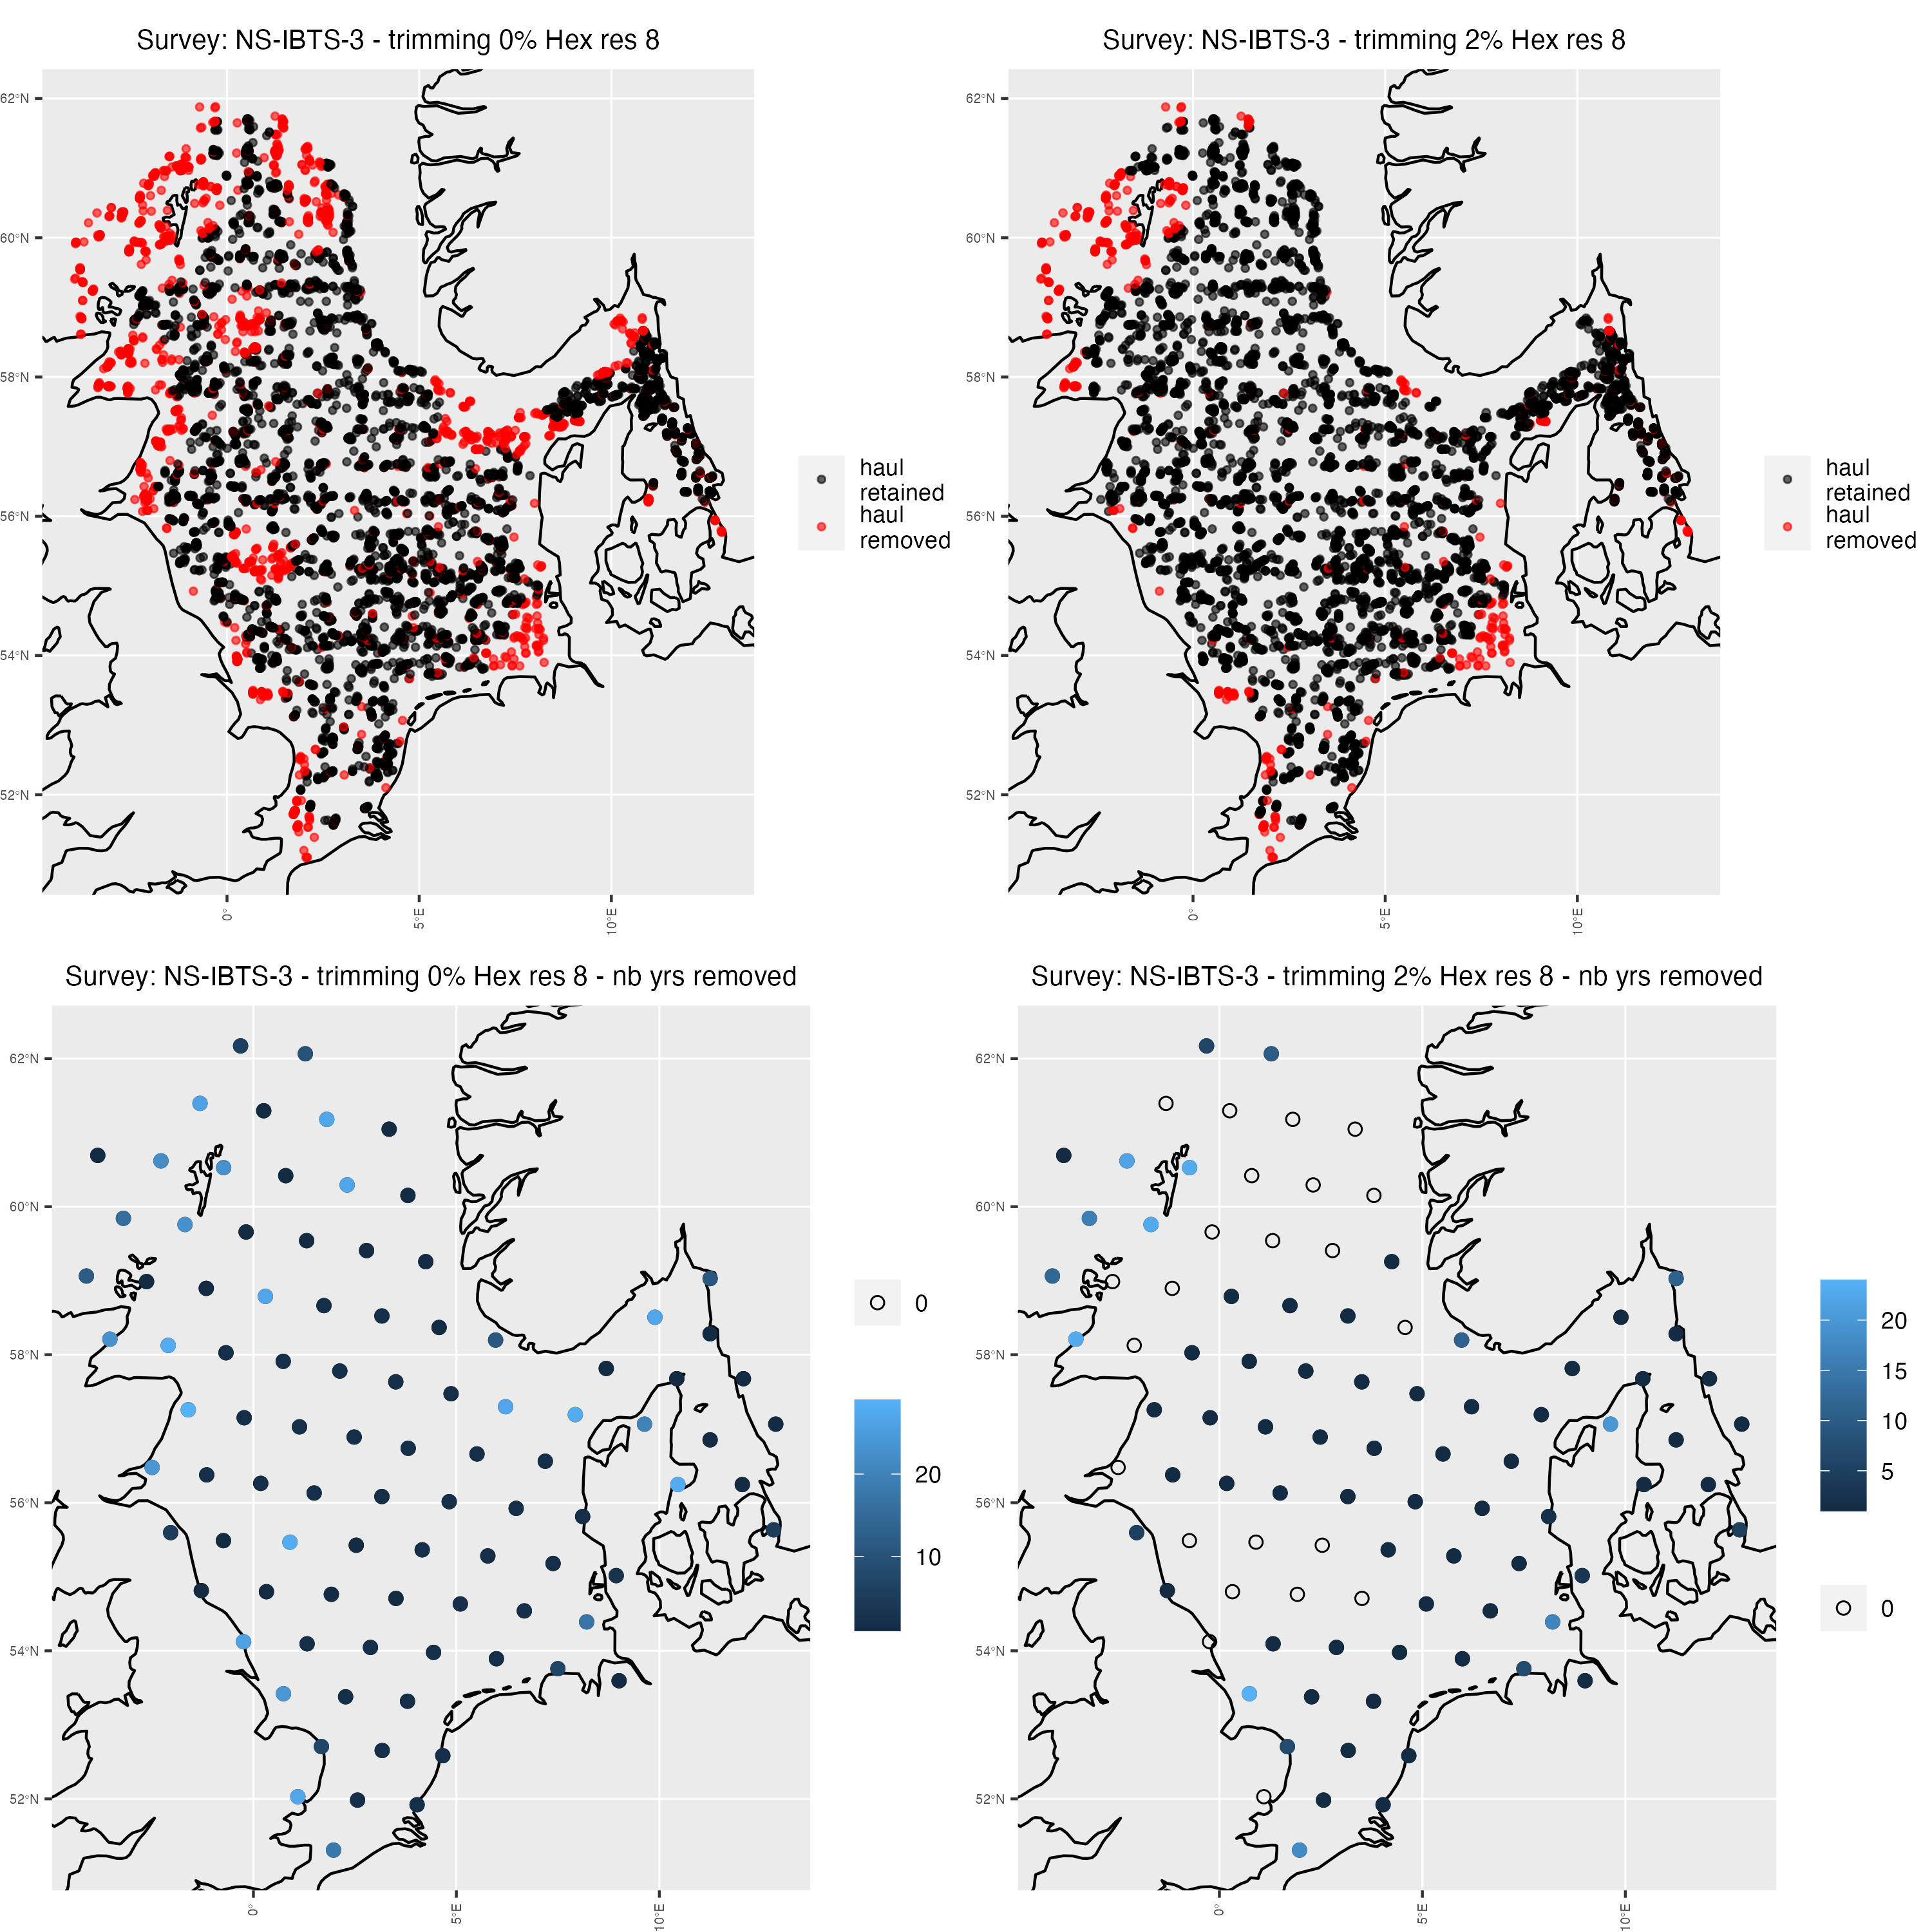 Survey: NS-IBTS-3 - trimming 0% Hex res 8
62°N
60°N
58°N
56°N
54°N
52°N
0°
5°E
10°E
haul
retained
haul
removed
Survey: NS-IBTS-3 - trimming 2% Hex res 8
62°N
60°N
58°N
56°N
54°N
52°N
0°
5°E
10°E
haul
retained
haul
removed
Survey: NS-IBTS-3 - trimming 0% Hex res 8 - nb yrs removed
62°N
60°N
58°N
56°N
54°N
52°N
0°
5°E
10°E
0
20
10
Survey: NS-IBTS-3 - trimming 2% Hex res 8 - nb yrs removed
62°N
60°N
58°N
56°N
54°N
52°N
0°
5°E
10°E
20
15
10
5
0